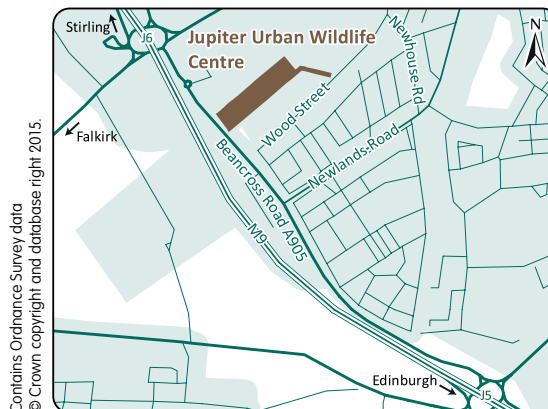 Stirling
J6
Jupiter Urban Wildlife
Centre
Newhouse Rd
N
Wood Street
Falkirk
Newlands Road
Beancross Road A905
M9
Edinburgh
J5
Contains Ordnance Survey data
© Crown copyright and database right 2015.